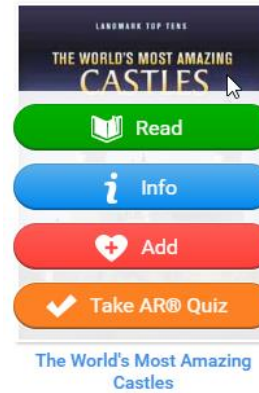 LANDMARK TOP TENS
THE WORLD'S MOST AMAZING
CASTLES
Read
Info
Add
Take AR® Quiz
The World's Most Amazing
Castles